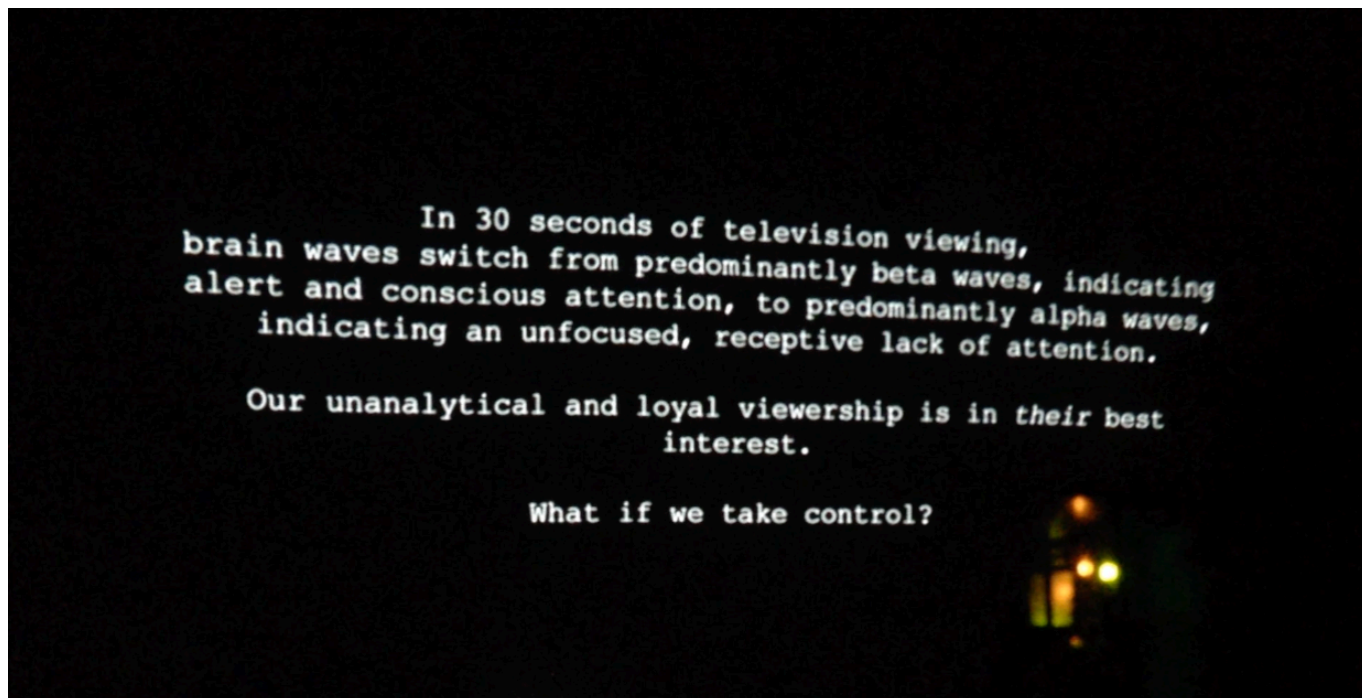 In 30 seconds of television viewing,
brain waves switch from predominantly beta waves, indicating
alert and conscious attention, to predominantly alpha waves,
indicating an unfocused, receptive lack of attention.
Our unanalytical and loyal viewership is in their best
interest.
What if we take control?